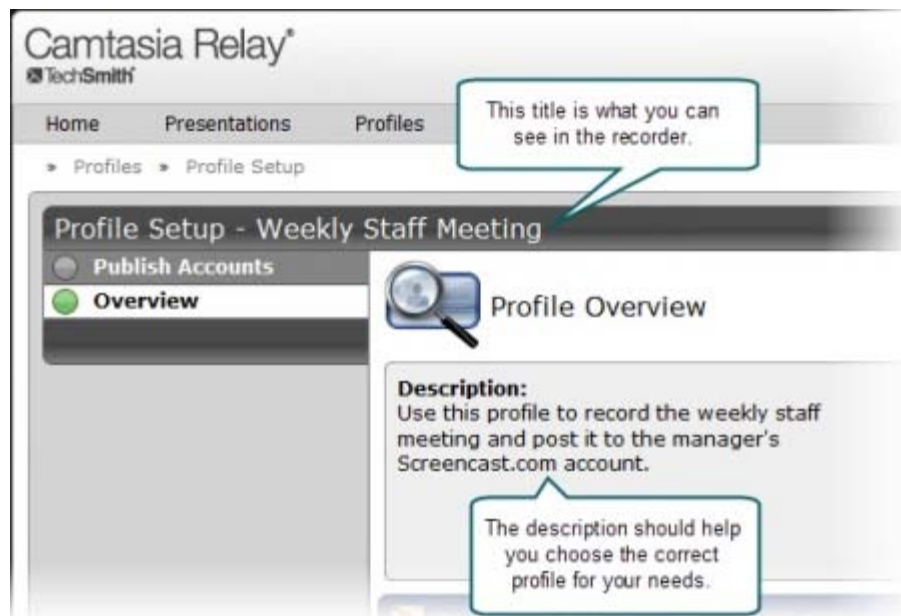 Camtasia Relay®
TechSmith
This title is what you can
see in the recorder.
Home Presentations Profiles
» Profiles » Profile Setup
Profile Setup - Weekly Staff Meeting
Publish Accounts
Overview
Profile Overview
Description:
Use this profile to record the weekly staff
meeting and post it to the manager's
Screencast.com account.
The description should help
you choose the correct
profile for your needs.